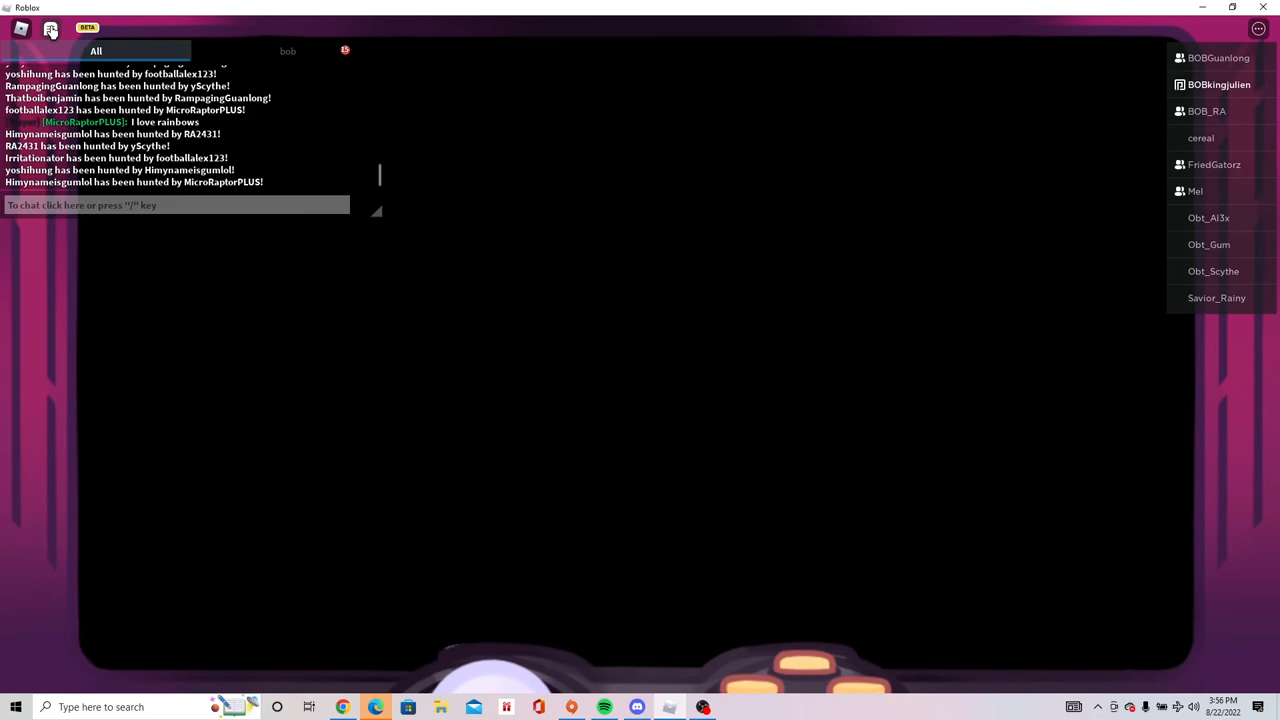 Roblox
BETA
All
bob
15
yoshihung has been hunted by footballalex123!
RampagingGuanlong has been hunted by yScythe!
Thatboibenjamin has been hunted by RampagingGuanlong!
footballalex123 has been hunted by MicroRaptorPLUS!
[MicroRaptorPLUS]: I love rainbows
Himynameisgumlol has been hunted by RA2431!
RA2431 has been hunted by yScythe!
Irritationator has been hunted by footballalex123!
yoshihung has been hunted by Himynameisgumlol!
Himynameisgumlol has been hunted by MicroRaptorPLUS!
To chat click here or press "/" key
BOBGuanlong
BOBkingjulien
BOB_RA
cereal
FriedGatorz
Mel
Obt_Al3x
Obt_Gum
Obt_Scythe
Savior_Rainy
Type here to search
3:56 PM
8/22/2022